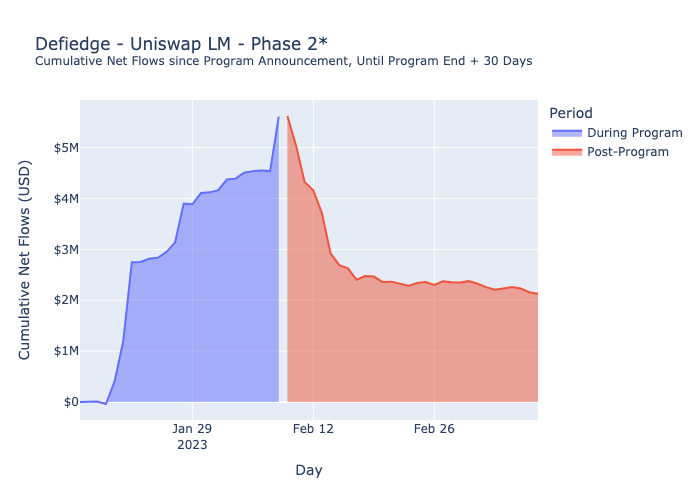 Defiedge - Uniswap LM - Phase 2*
Cumulative Net Flows since Program Announcement, Until Program End + 30 Days
Period
During Program
Post-Program
Cumulative Net Flows (USD)
$5M
$4M
$3M
$2M
$1M
$0
Jan 29
2023
Feb 12
Feb 26
Day